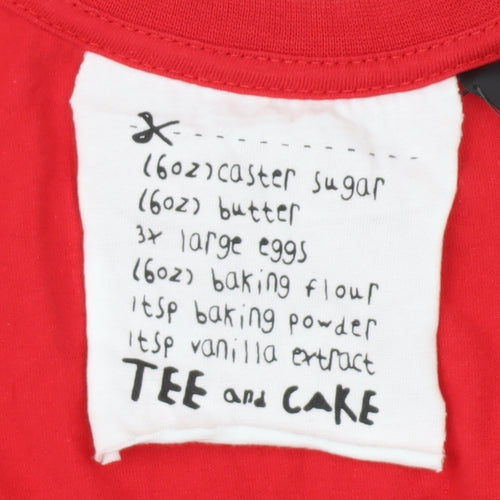 (6oz) caster sugar
(6oz) butter
3x large eggs
(6oz) baking flour
1tsp baking powder
1tsp vanilla extract
TEE and CAKE